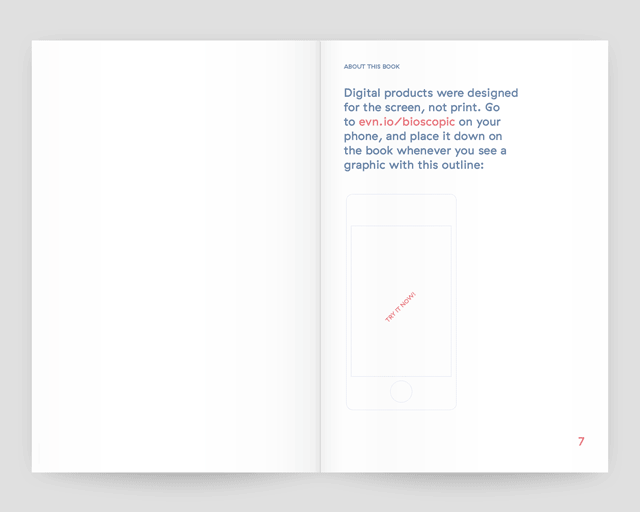 ABOUT THIS BOOK
Digital products were designed
for the screen, not print. Go
to evn.io/bioscopic on your
phone, and place it down on
the book whenever you see a
graphic with this outline:
TRY IT NOW!
7